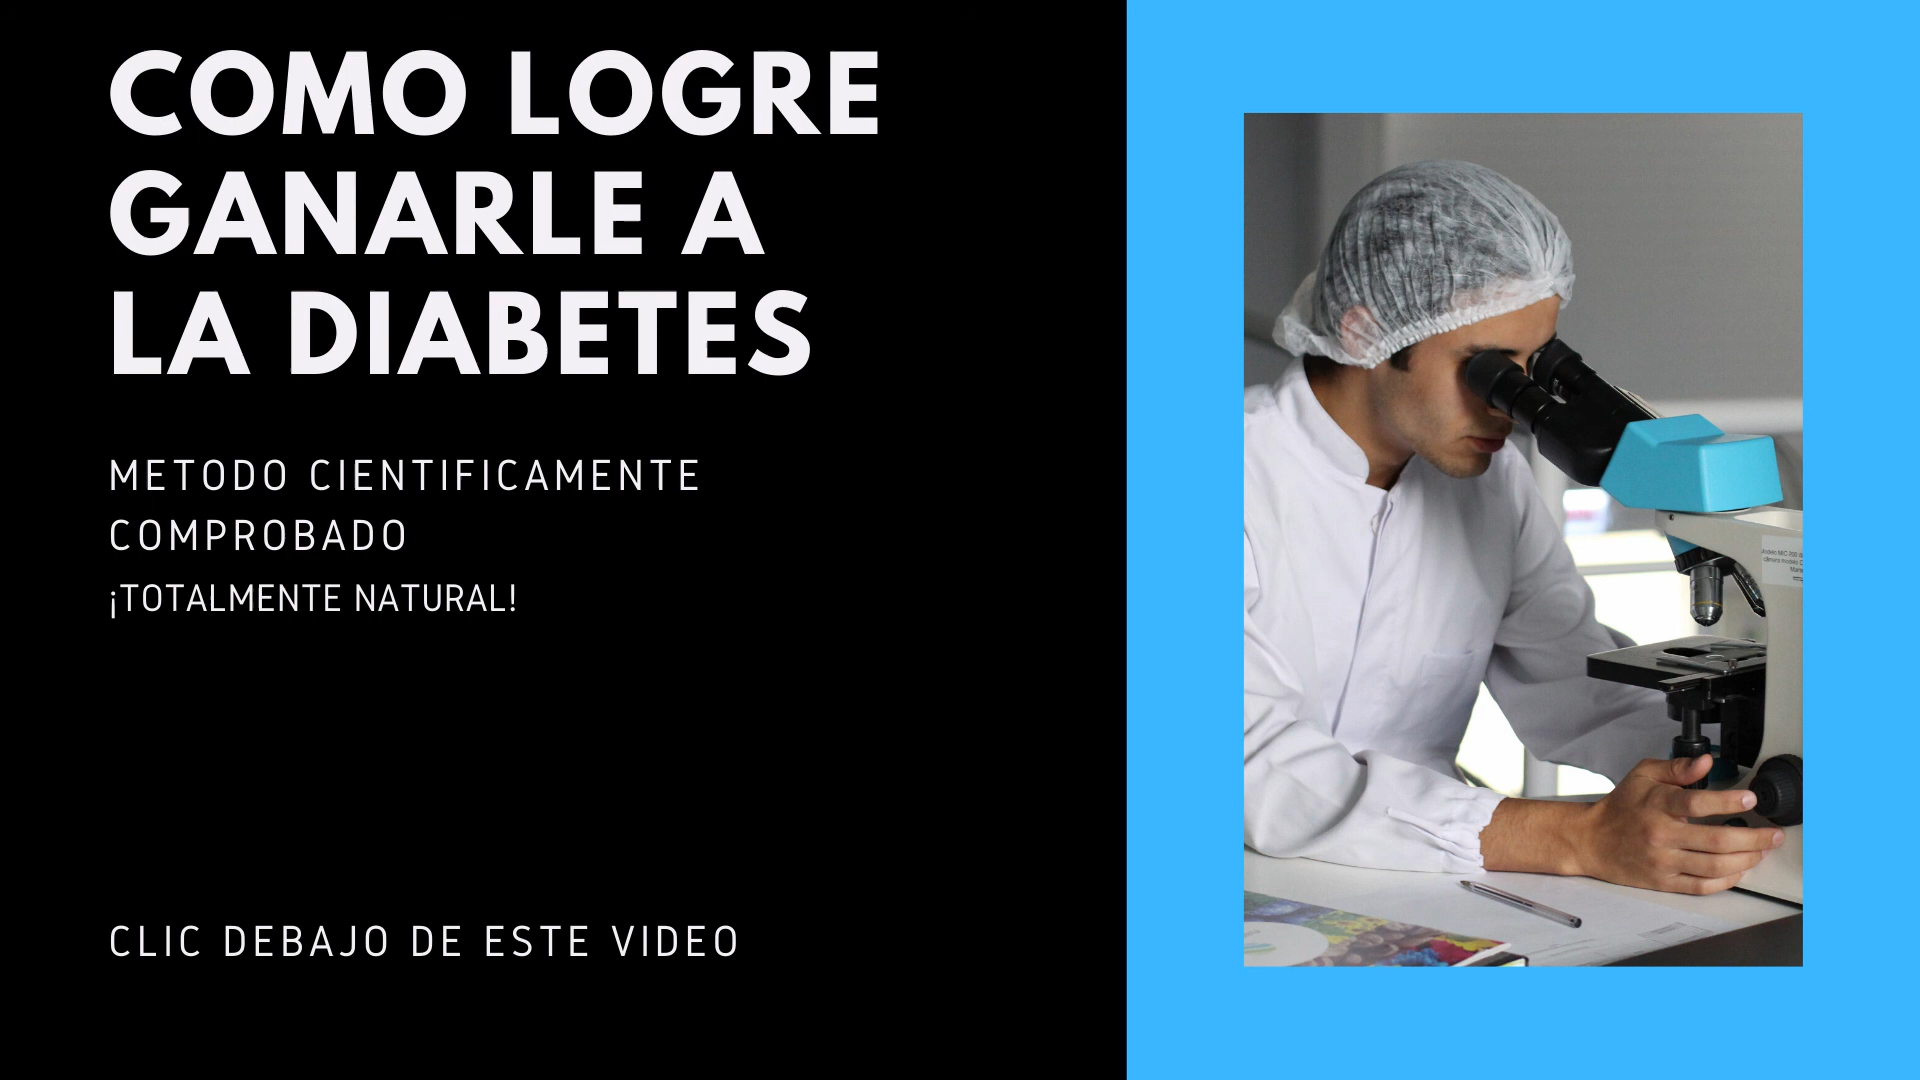 COMO LOGRE
GANARLE A
LA DIABETES
METODO CIENTIFICAMENTE
COMPROBADO
¡TOTALMENTE NATURAL!
CLIC DEBAJO DE ESTE VIDEO